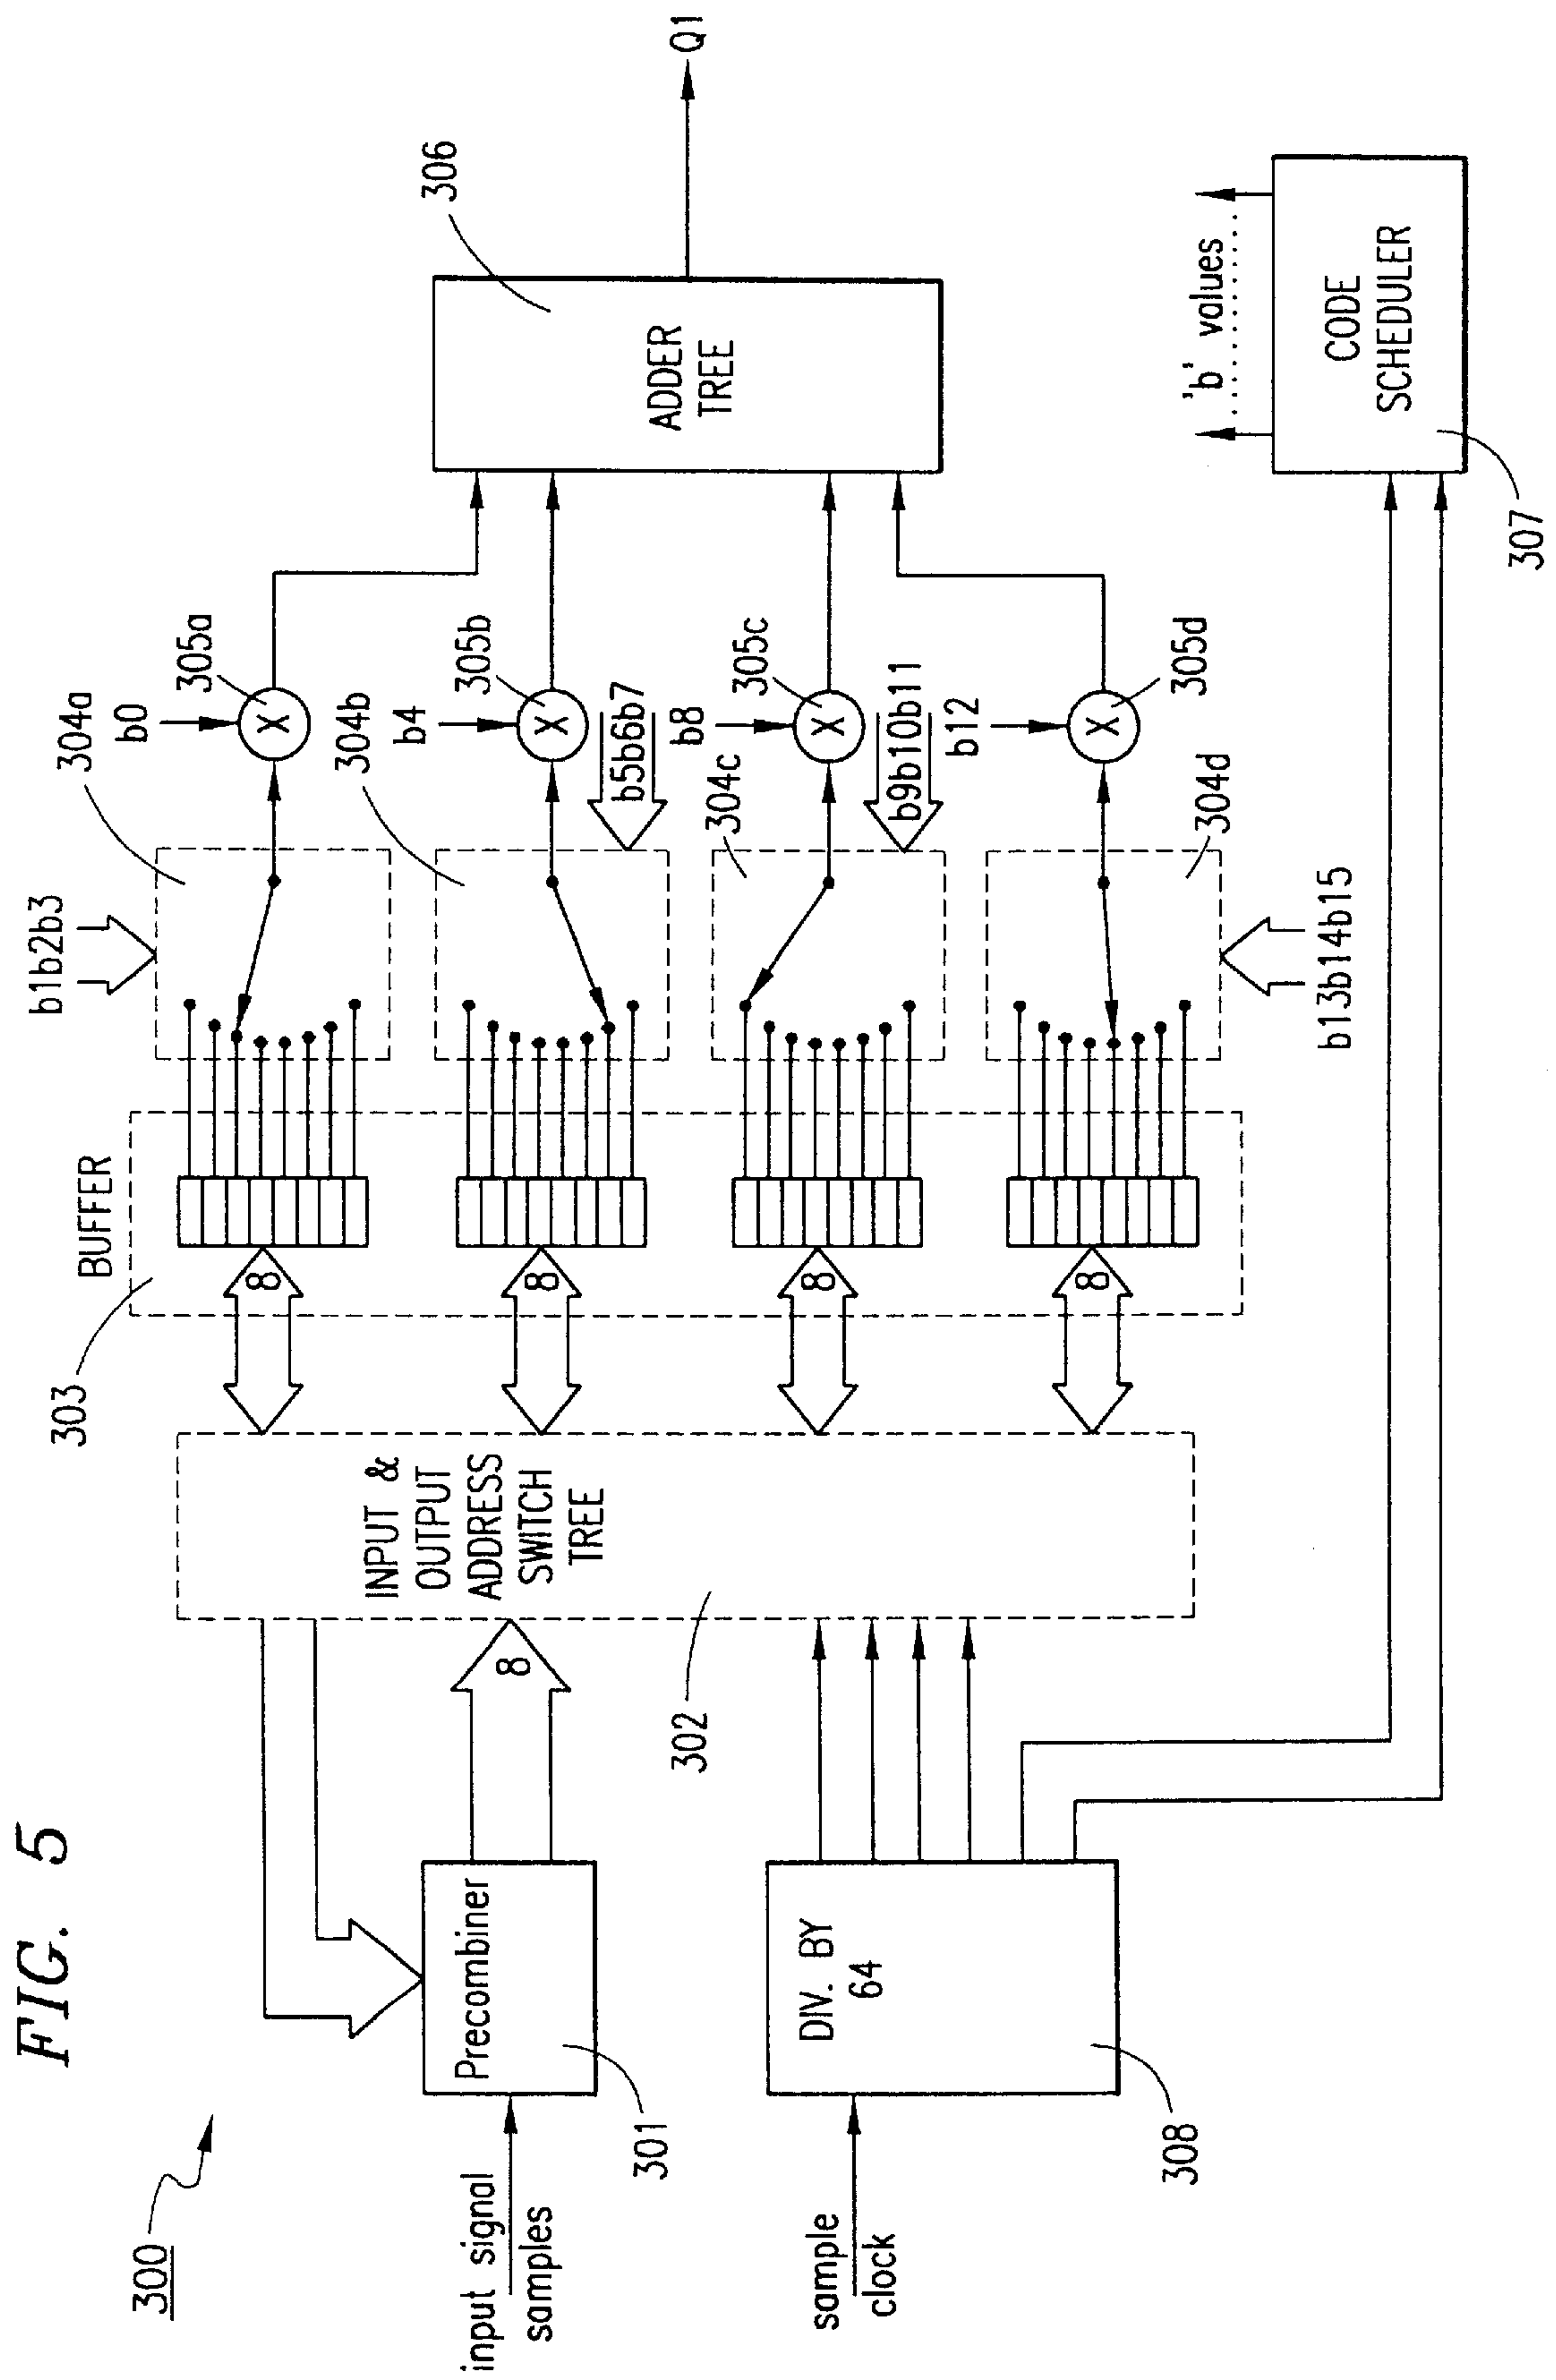 FIG. 5
300
input signal
samples
301
Precombiner
8
sample
clock
308
DIV. BY
64
302
INPUT &
OUTPUT
ADDRESS
SWITCH
TREE
303
BUFFER
8
8
8
8
b1b2b3
304a
b0
305a
304b
b4
305b
b5b6b7
304c
b8
305c
b9b10b11
304d
b12
305d
b13b14b15
X
X
X
X
306
ADDER
TREE
Q1
'b' values
CODE
SCHEDULER
307